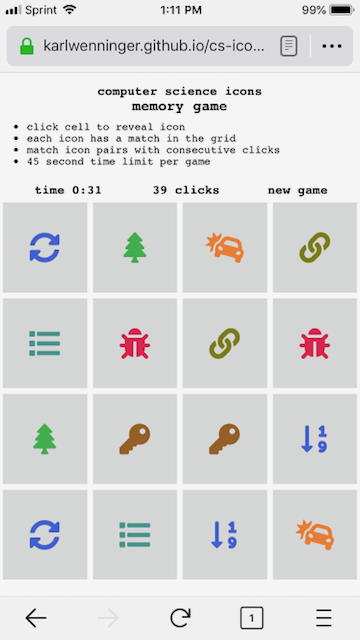 Sprint 1:11 PM 99%
karlwenninger.github.io/cs-ico...
computer science icons
memory game
• click cell to reveal icon
• each icon has a match in the grid
• match icon pairs with consecutive clicks
• 45 second time limit per game
time 0:31 39 clicks new game
1
9
1
9
1